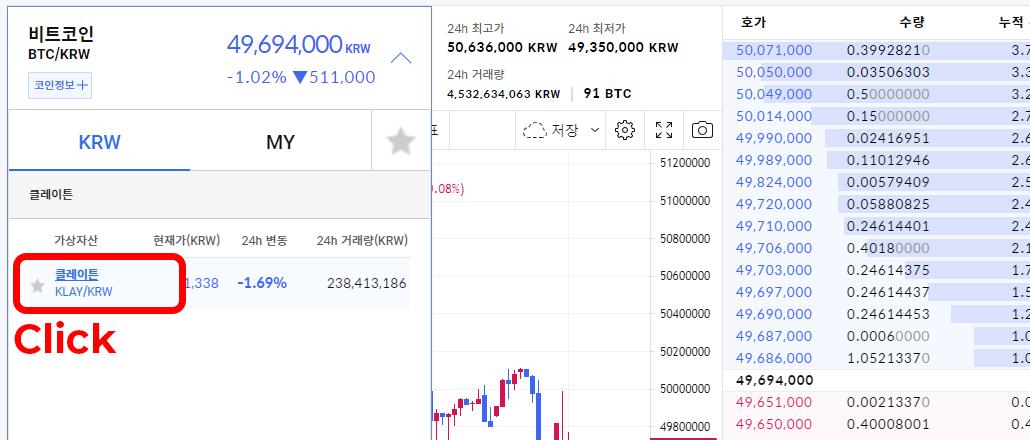 비트코인
BTC/KRW
코인정보+
49,694,000 KRW
-1.02% ▼511,000
KRW
MY
클레이튼
가상자산 현재가(KRW) 24h 변동 24h 거래량(KRW)
클레이튼
KLAY/KRW
1,338 -1.69% 238,413,186
Click
24h 최고가 24h 최저가
50,636,000 KRW 49,350,000 KRW
24h 거래량
4,532,634,063 KRW 91 BTC
저장
.08%)
51200000
51000000
50800000
50600000
50400000
50200000
50000000
49800000
호가 수량 누적
50,071,000 0.39928210 3.7
50,050,000 0.03506303 3.3
50,049,000 0.50000000 3.2
50,014,000 0.15000000 2.7
49,990,000 0.02416951 2.6
49,989,000 0.11012946 2.6
49,824,000 0.00579409 2.5
49,720,000 0.05880825 2.4
49,710,000 0.24614401 2.4
49,706,000 0.40180000 2.1
49,703,000 0.24614375 1.7
49,697,000 0.24614437 1.5
49,690,000 0.24614453 1.2
49,687,000 0.00060000 1.0
49,686,000 1.05213370 1.0
49,694,000
49,651,000 0.00213370 0.0
49,650,000 0.40008001 0.4